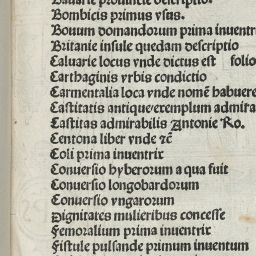 Bauarie prouincie descriptio.
Bombicis primus vsus.
Bouum domandorum prima inuentri
Britanie insule quedam descriptio
Caluarie locus vnde dictus est folio
Carthaginis vrbis condicio
Carmentalia loca vnde nomē habuere
Castitatis antique exemplum admira
Castitas admirabilis Antonie Ro.
Centona liber vnde ⁊c̄
Coli prima inuentrix
Conuersio hyberorum a qua fuit
Conuersio longobardorum
Conuersio vngarorum
Dignitates mulieribus concesse
Femoralium prima inuentrix
Fistule pulsande primum inuentum